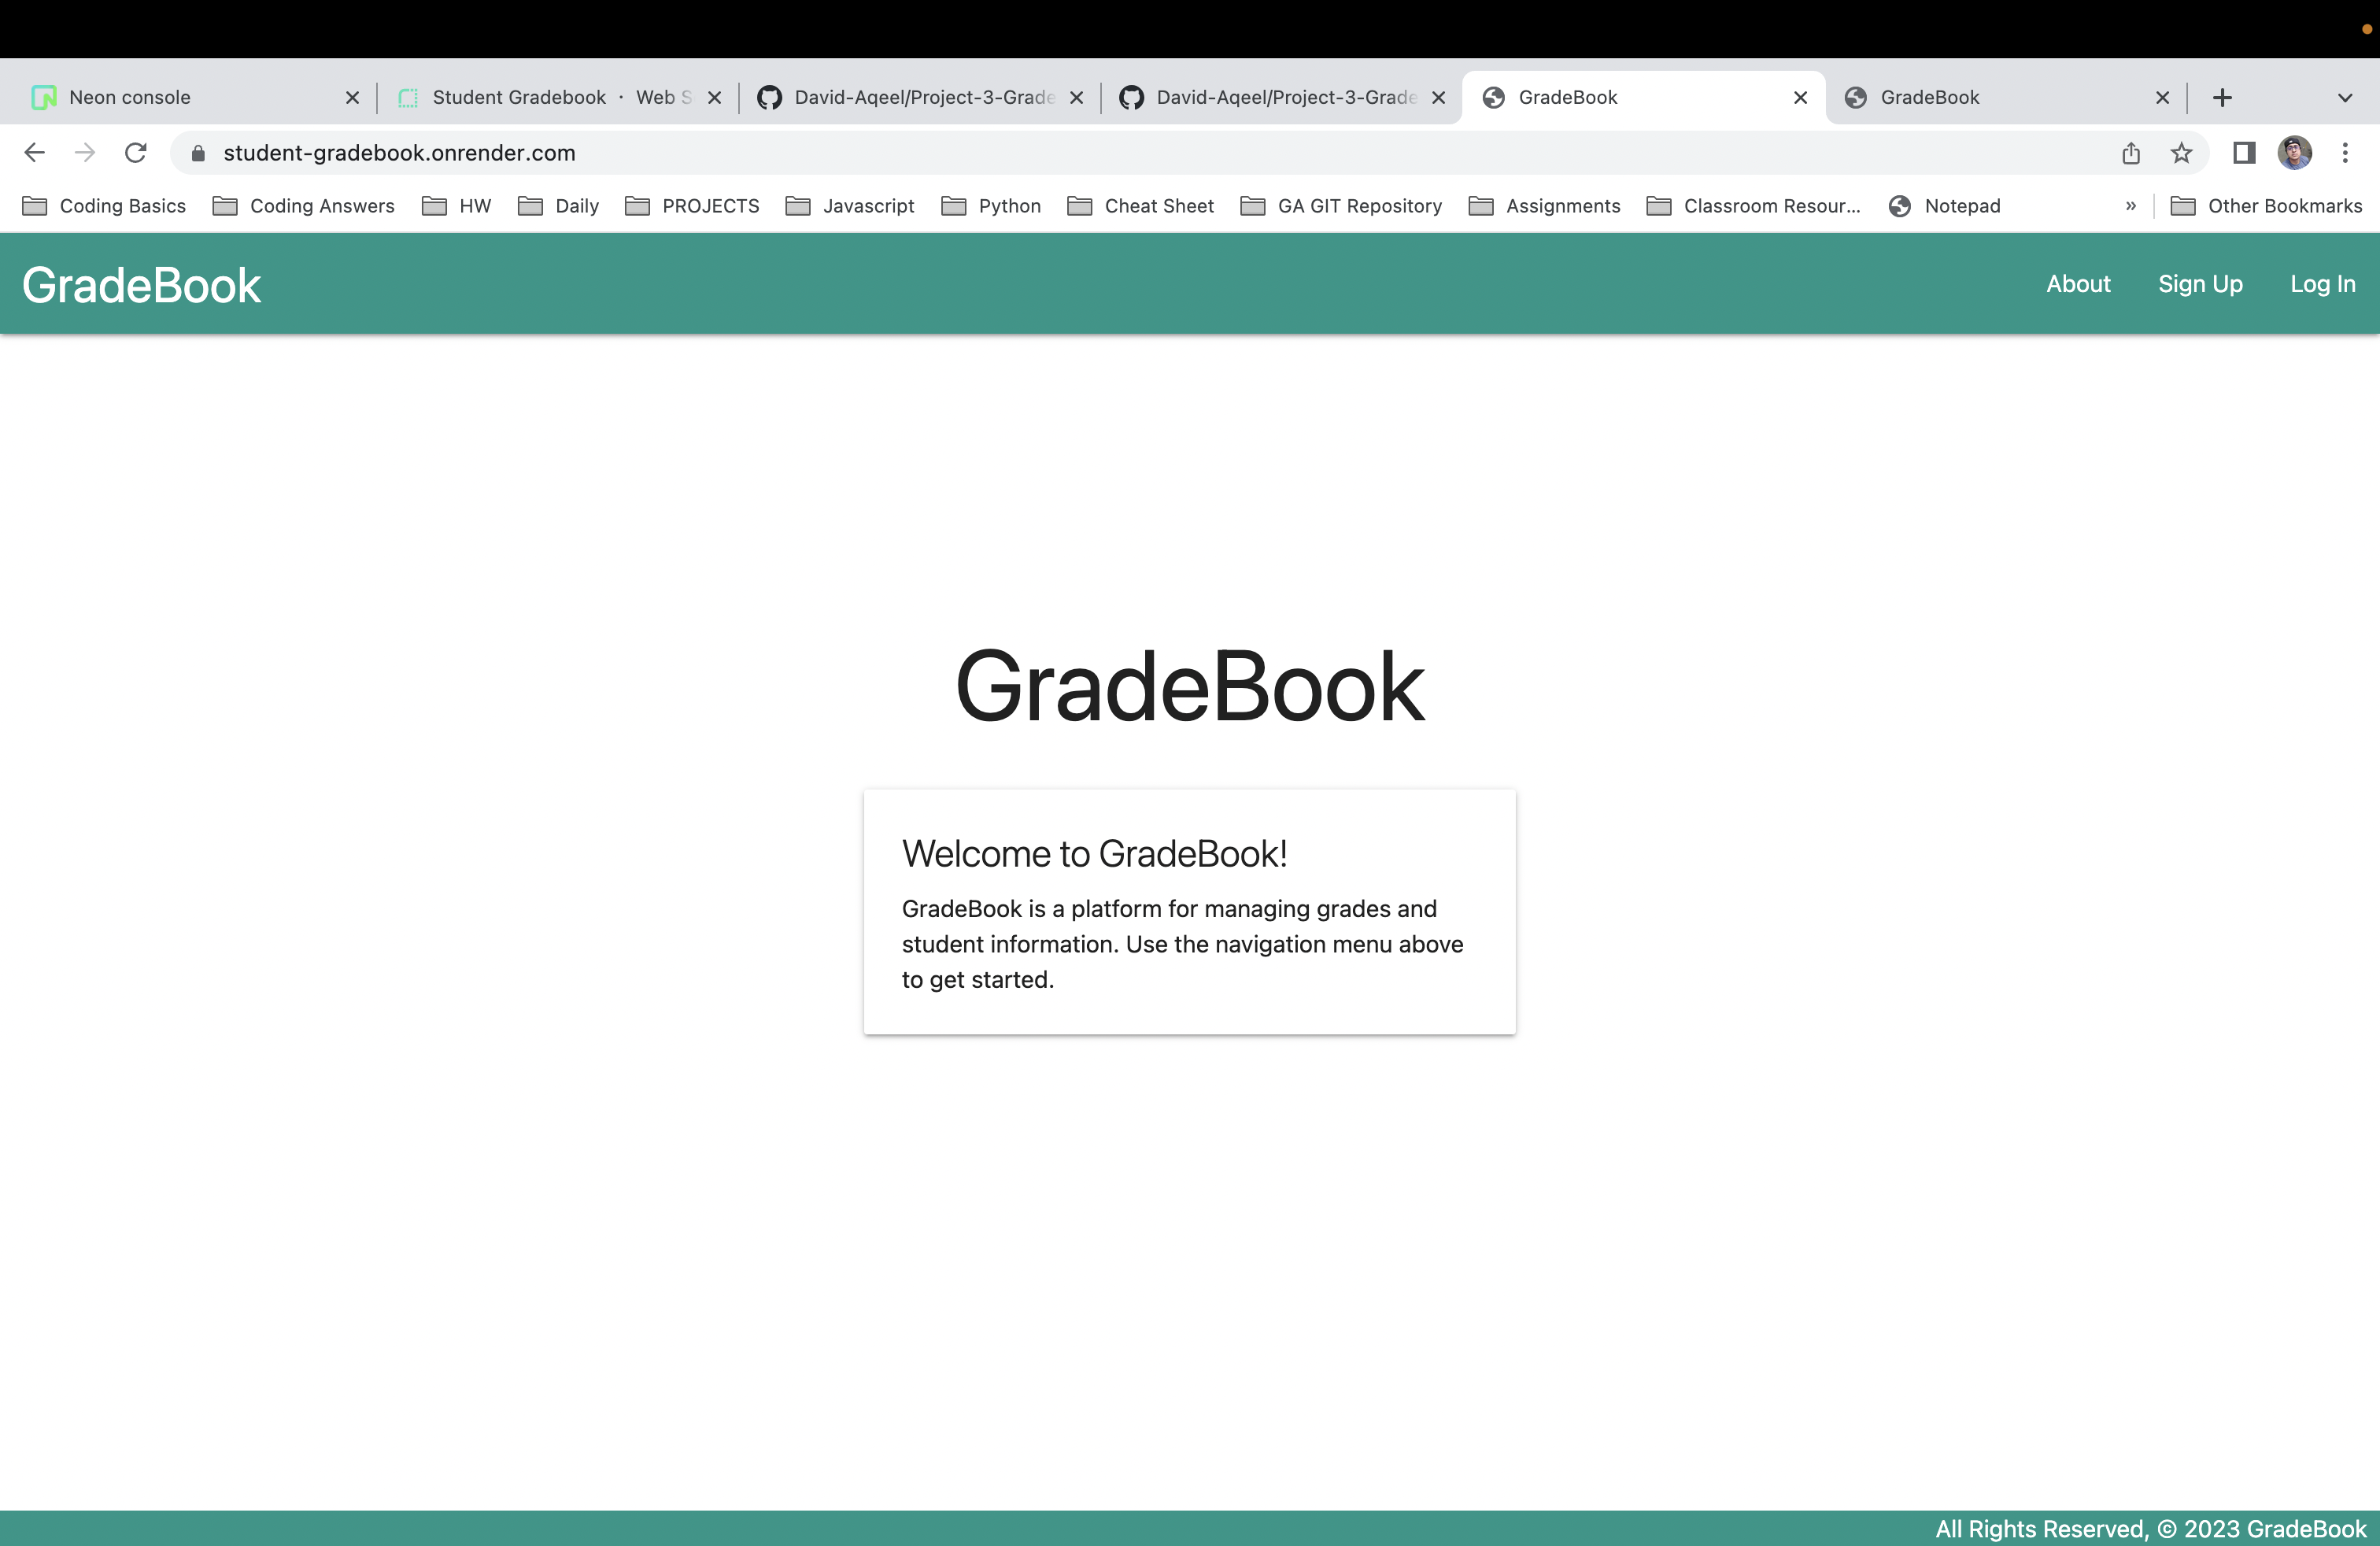 Neon console
Student Gradebook · Web S
David-Aqeel/Project-3-Grade
David-Aqeel/Project-3-Grade
GradeBook
GradeBook
student-gradebook.onrender.com
Coding Basics
Coding Answers
HW
Daily
PROJECTS
Javascript
Python
Cheat Sheet
GA GIT Repository
Assignments
Classroom Resour...
Notepad
»
Other Bookmarks
GradeBook
About
Sign Up
Log In
GradeBook
Welcome to GradeBook!
GradeBook is a platform for managing grades and
student information. Use the navigation menu above
to get started.
All Rights Reserved, © 2023 GradeBook